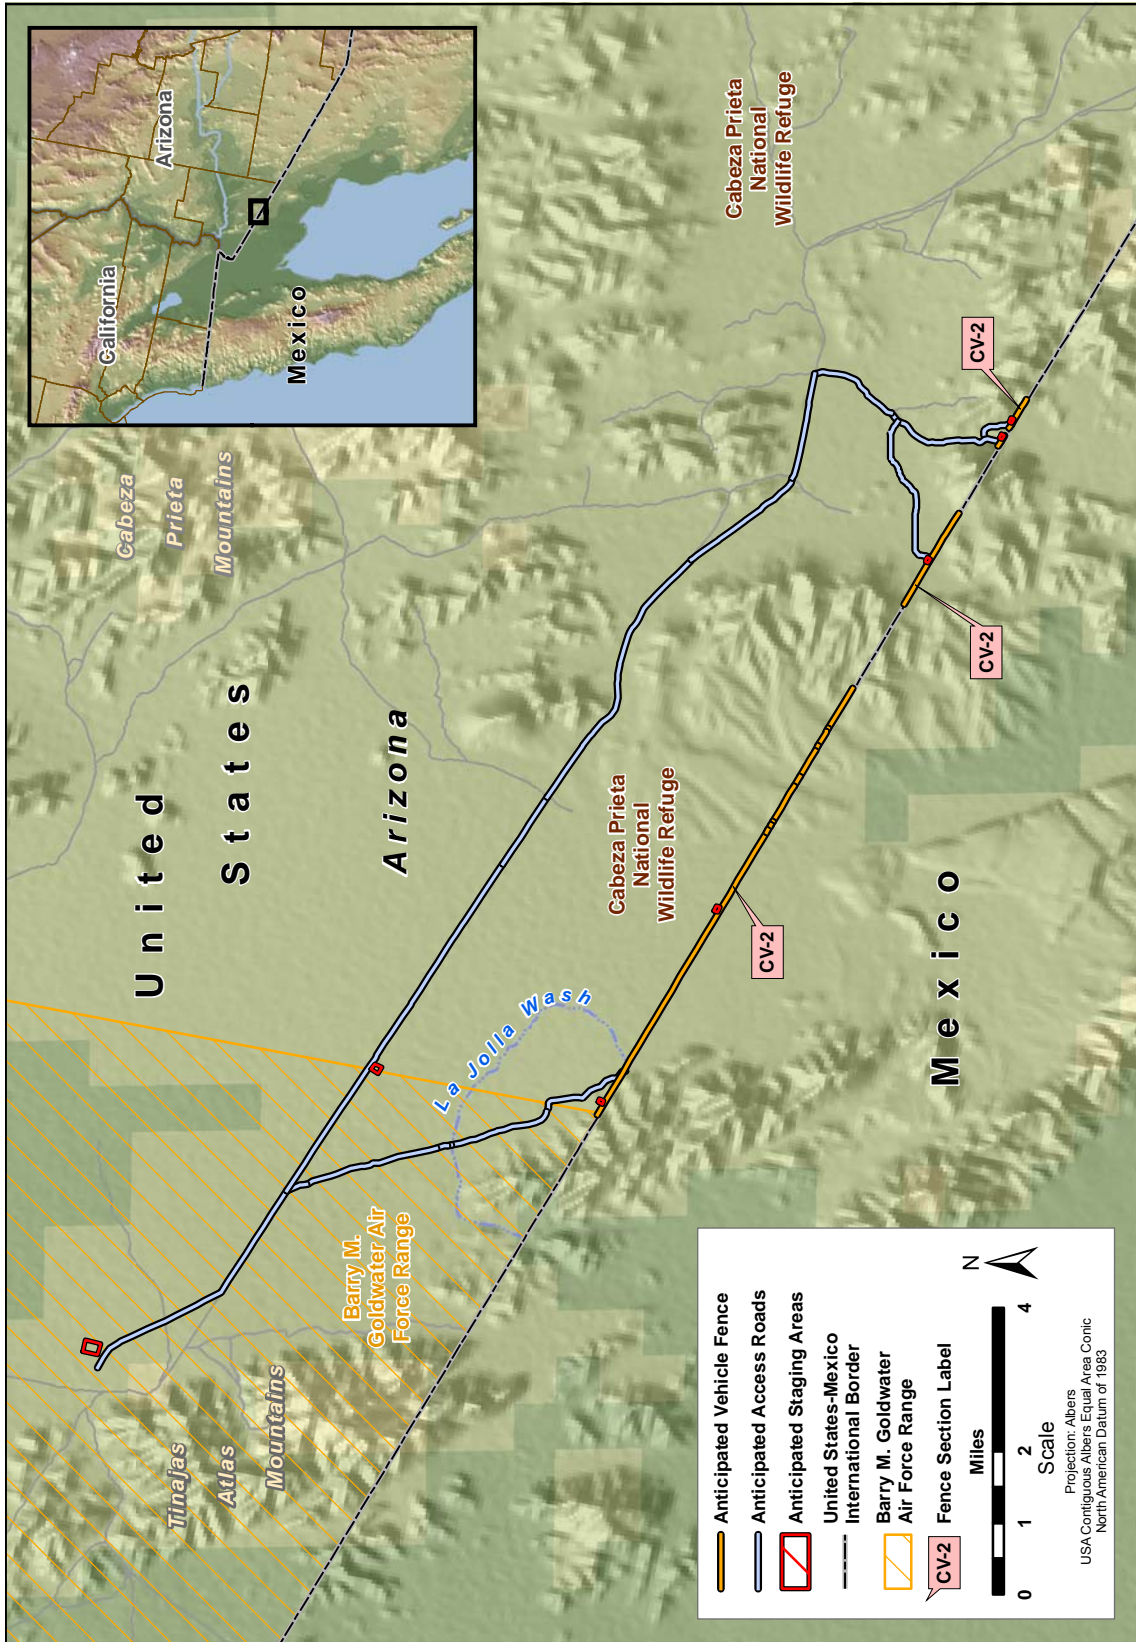 California
Arizona
Mexico
Cabeza
Prieta
Mountains
United
States
Arizona
Cabeza Prieta
National
Wildlife Refuge
Cabeza Prieta
National
Wildlife Refuge
La Jolla Wash
Barry M.
Goldwater Air
Force Range
Tinajas
Atlas
Mountains
CV-2
CV-2
CV-2
Mexico
Anticipated Vehicle Fence
Anticipated Access Roads
Anticipated Staging Areas
United States-Mexico
International Border
Barry M. Goldwater
Air Force Range
CV-2
Fence Section Label
Miles
0 1 2 4
Scale
N
Projection: Albers
USA Contiguous Albers Equal Area Conic
North American Datum of 1983